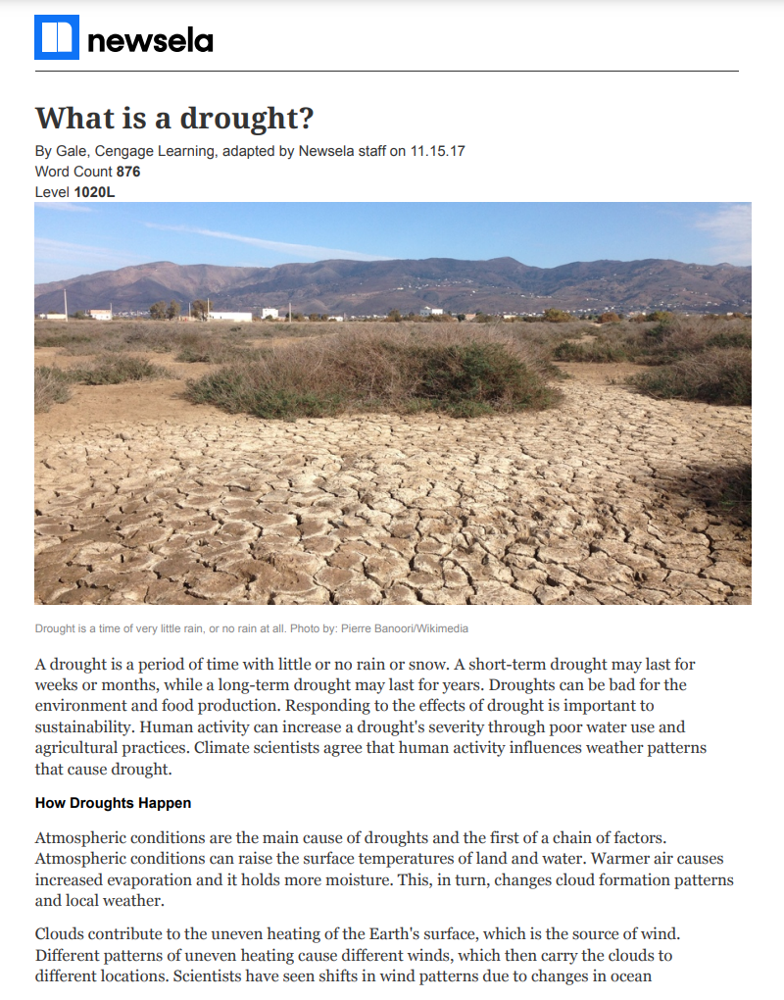 newsela
What is a drought?
By Gale, Cengage Learning, adapted by Newsela staff on 11.15.17
Word Count 876
Level 1020L
Drought is a time of very little rain, or no rain at all. Photo by: Pierre Banoori/Wikimedia
A drought is a period of time with little or no rain or snow. A short-term drought may last for
weeks or months, while a long-term drought may last for years. Droughts can be bad for the
environment and food production. Responding to the effects of drought is important to
sustainability. Human activity can increase a drought's severity through poor water use and
agricultural practices. Climate scientists agree that human activity influences weather patterns
that cause drought.
How Droughts Happen
Atmospheric conditions are the main cause of droughts and the first of a chain of factors.
Atmospheric conditions can raise the surface temperatures of land and water. Warmer air causes
increased evaporation and it holds more moisture. This, in turn, changes cloud formation patterns
and local weather.
Clouds contribute to the uneven heating of the Earth's surface, which is the source of wind.
Different patterns of uneven heating cause different winds, which then carry the clouds to
different locations. Scientists have seen shifts in wind patterns due to changes in ocean